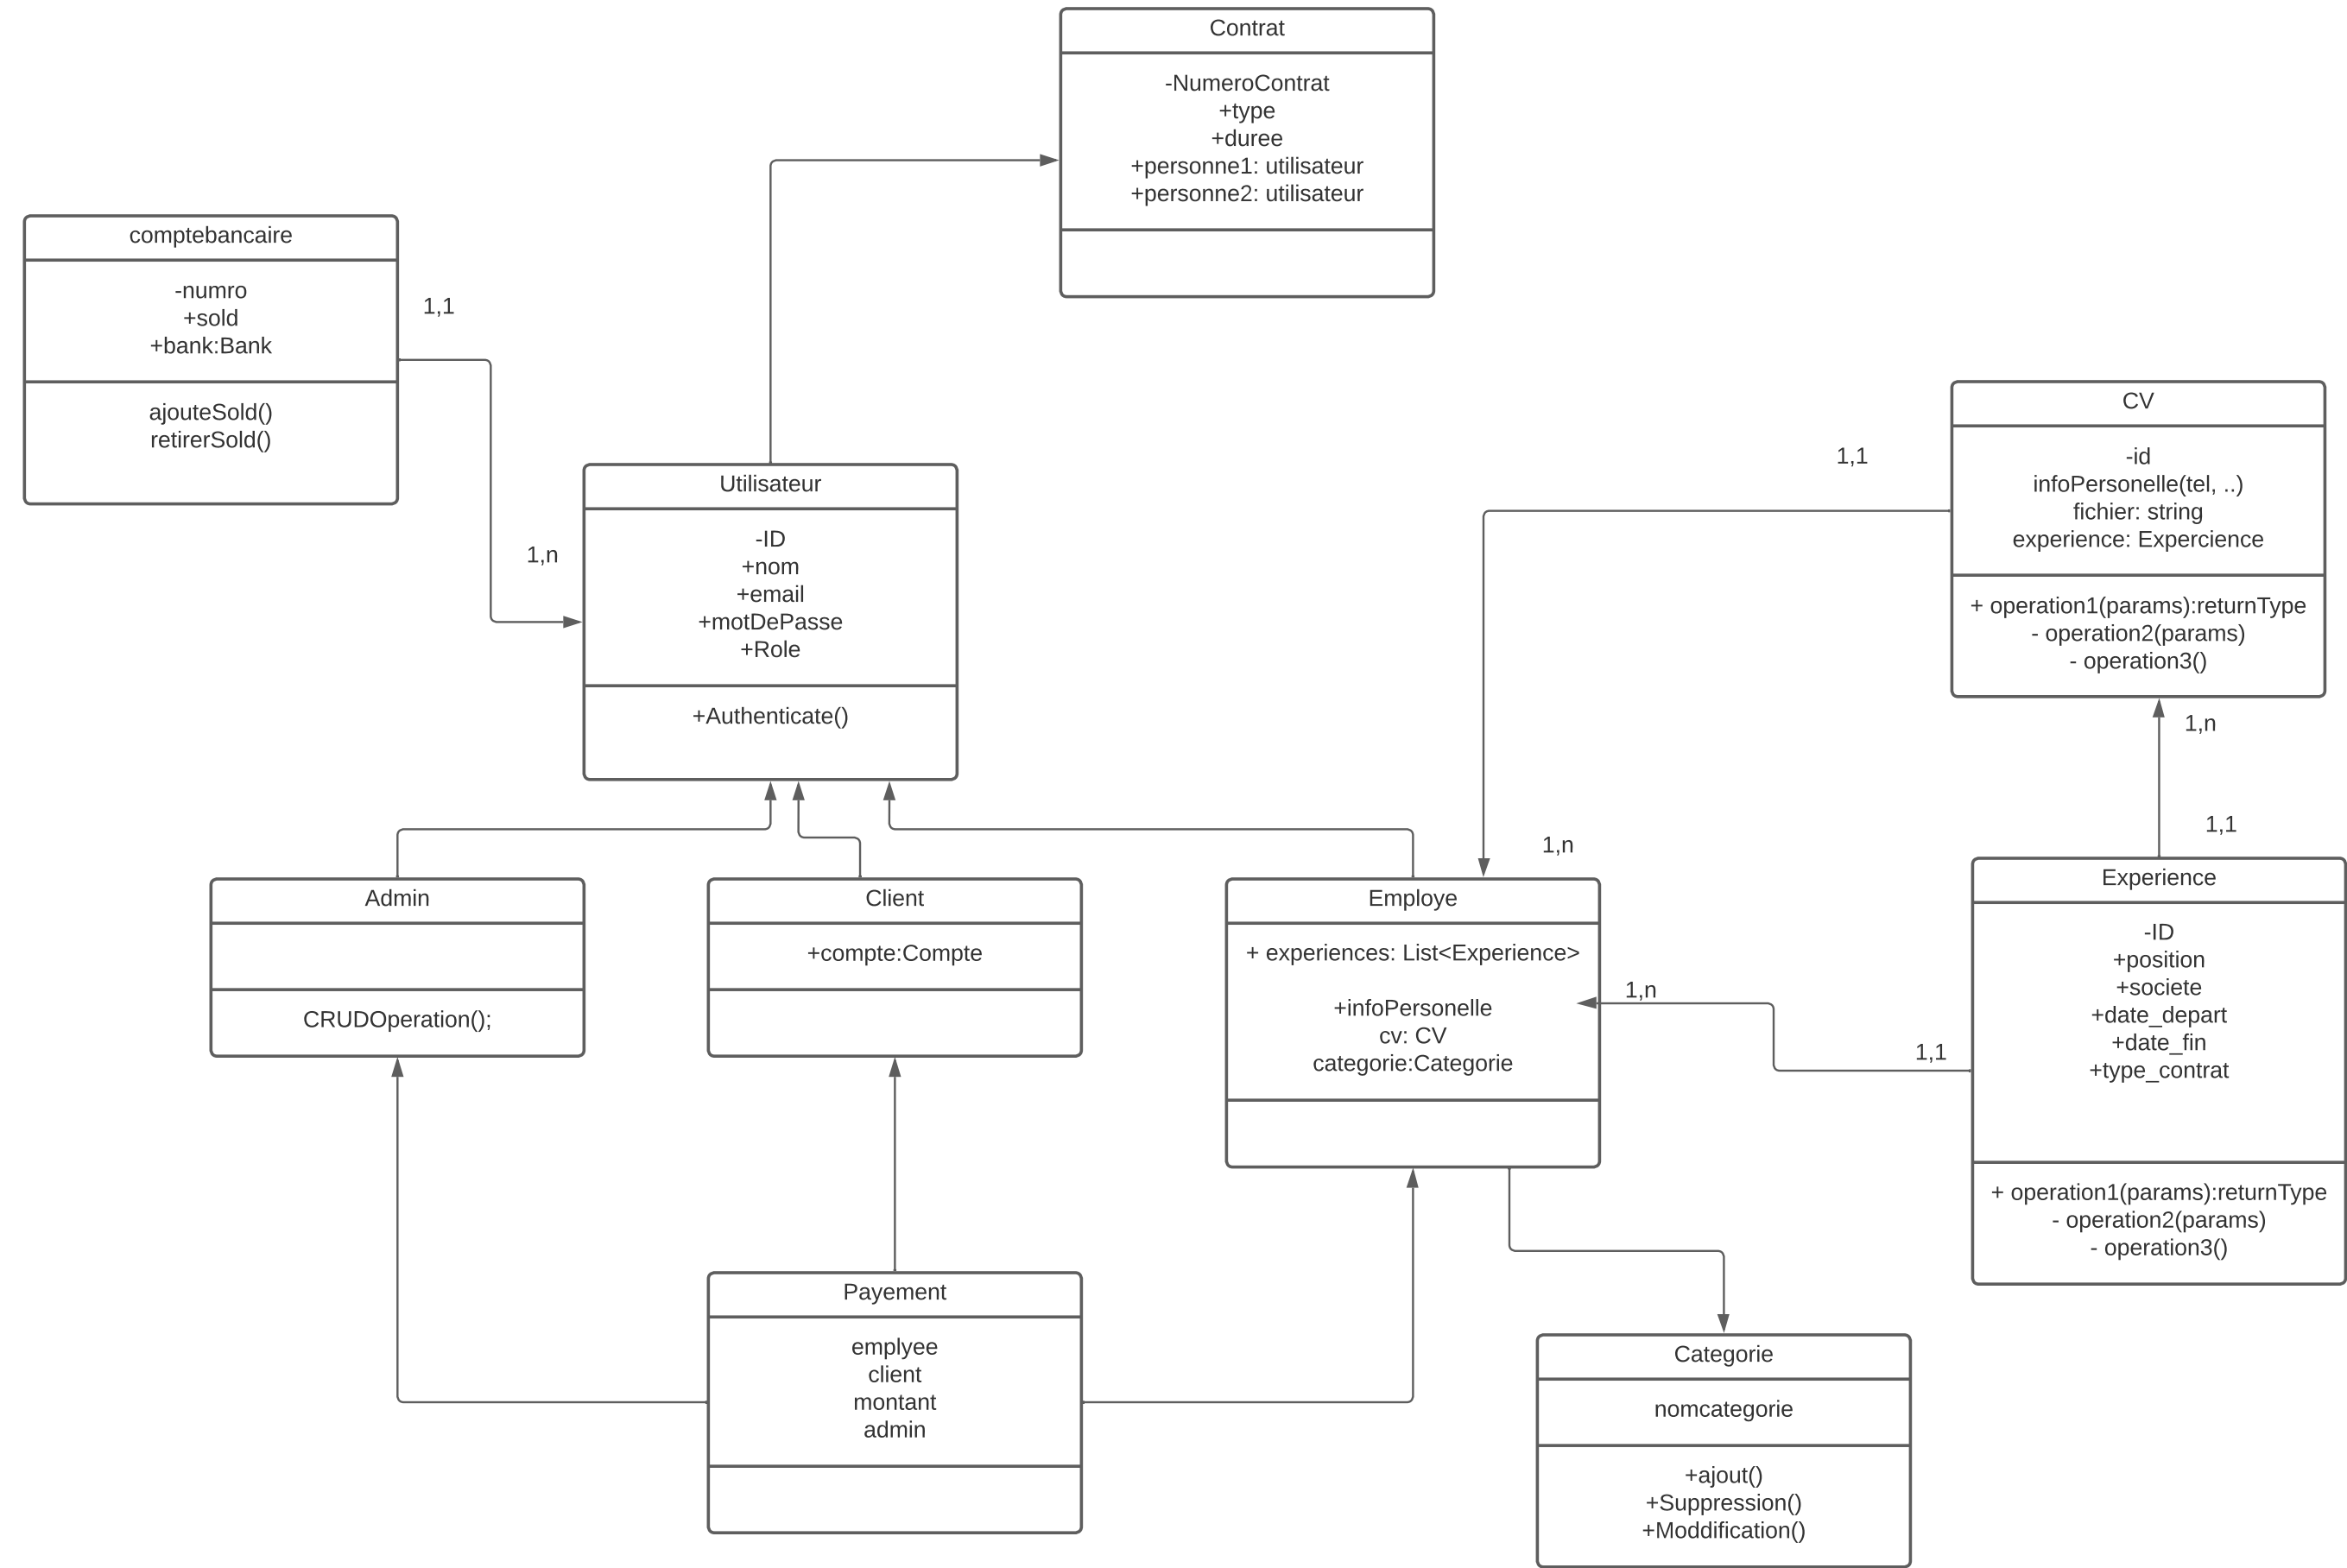 Contrat
-NumeroContrat
+type
+duree
+personne1: utilisateur
+personne2: utilisateur
comptebancaire
-numro
+sold
+bank:Bank
ajouteSold()
retirerSold()
1,1
1,n
Utilisateur
-ID
+nom
+email
+motDePasse
+Role
+Authenticate()
CV
-id
infoPersonelle(tel, ..)
fichier: string
experience: Expercience
+ operation1(params):returnType
- operation2(params)
- operation3()
1,1
1,n
1,n
1,1
Admin
CRUDOperation();
Client
+compte:Compte
Employe
+ experiences: List<Experience>
+infoPersonelle
cv: CV
categorie:Categorie
1,n
1,1
Experience
-ID
+position
+societe
+date_depart
+date_fin
+type_contrat
+ operation1(params):returnType
- operation2(params)
- operation3()
Payement
emplyee
client
montant
admin
Categorie
nomcategorie
+ajout()
+Suppression()
+Moddification()